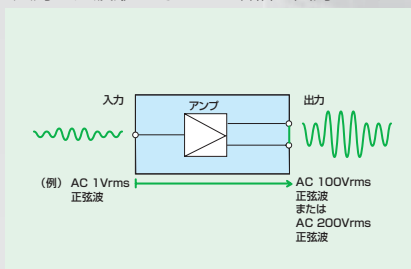 入力
アンプ
出力
(例) AC 1Vrms
正弦波
AC 100Vrms
正弦波
または
AC 200Vrms
正弦波